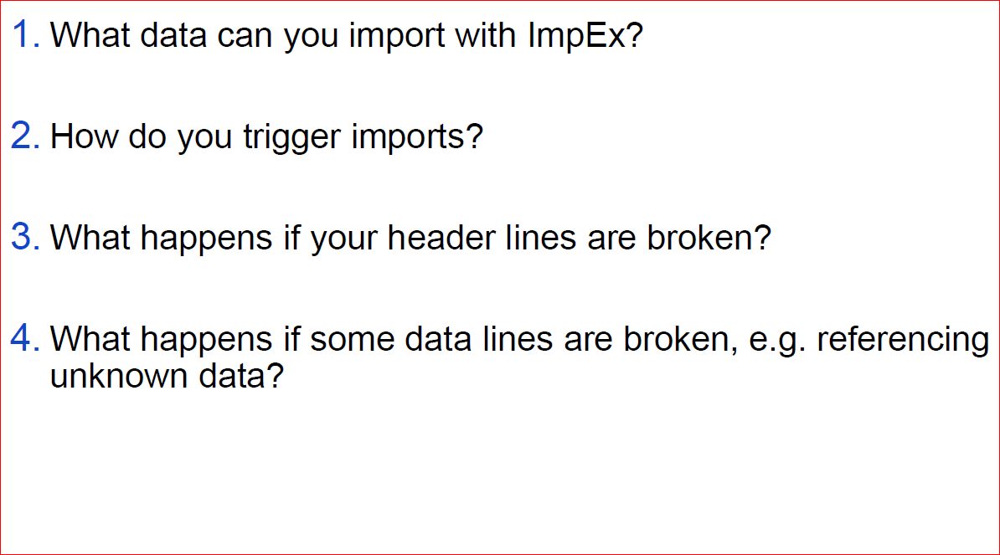 1. What data can you import with ImpEx?
2. How do you trigger imports?
3. What happens if your header lines are broken?
4. What happens if some data lines are broken, e.g. referencing
unknown data?